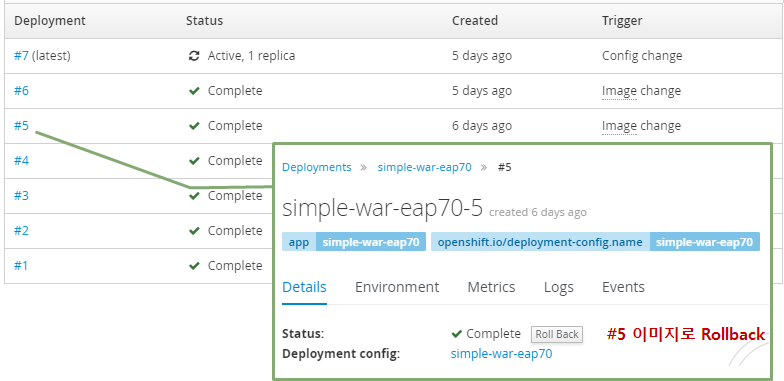 Deployment Status Created Trigger
#7 (latest) Active, 1 replica 5 days ago Config change
#6 Complete 5 days ago Image change
#5 Complete 6 days ago Image change
#4 Complete
#3 Complete
#2 Complete
#1 Complete
Deployments » simple-war-eap70 » #5
simple-war-eap70-5 created 6 days ago
app simple-war-eap70 openshift.io/deployment-config.name simple-war-eap70
Details Environment Metrics Logs Events
Status: Complete Roll Back #5 이미지로 Rollback
Deployment config: simple-war-eap70